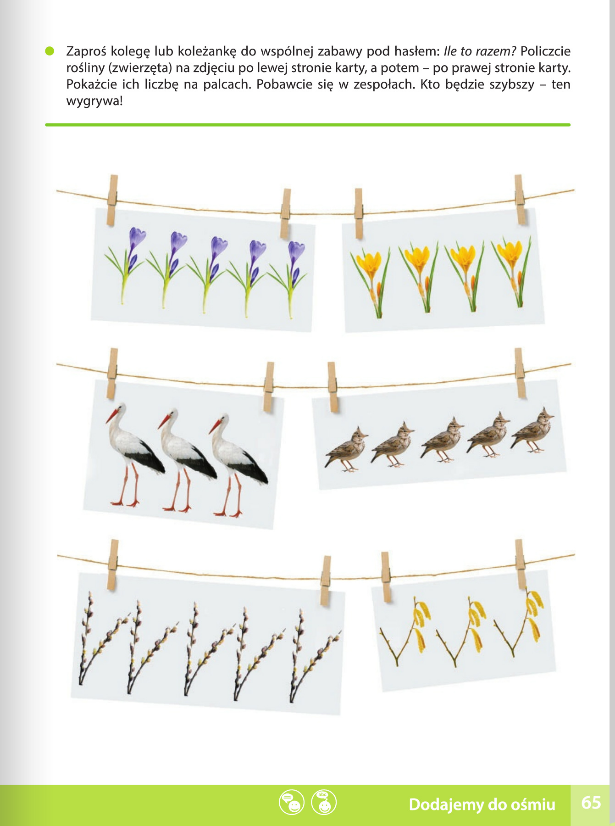 Zaproś kolegę lub koleżankę do wspólnej zabawy pod hasłem: Ile to razem? Policzcie
rośliny (zwierzęta) na zdjęciu po lewej stronie karty, a potem – po prawej stronie karty.
Pokażcie ich liczbę na palcach. Pobawcie się w zespołach. Kto będzie szybszy – ten
wygrywa!
Dodajemy do ośmiu 65